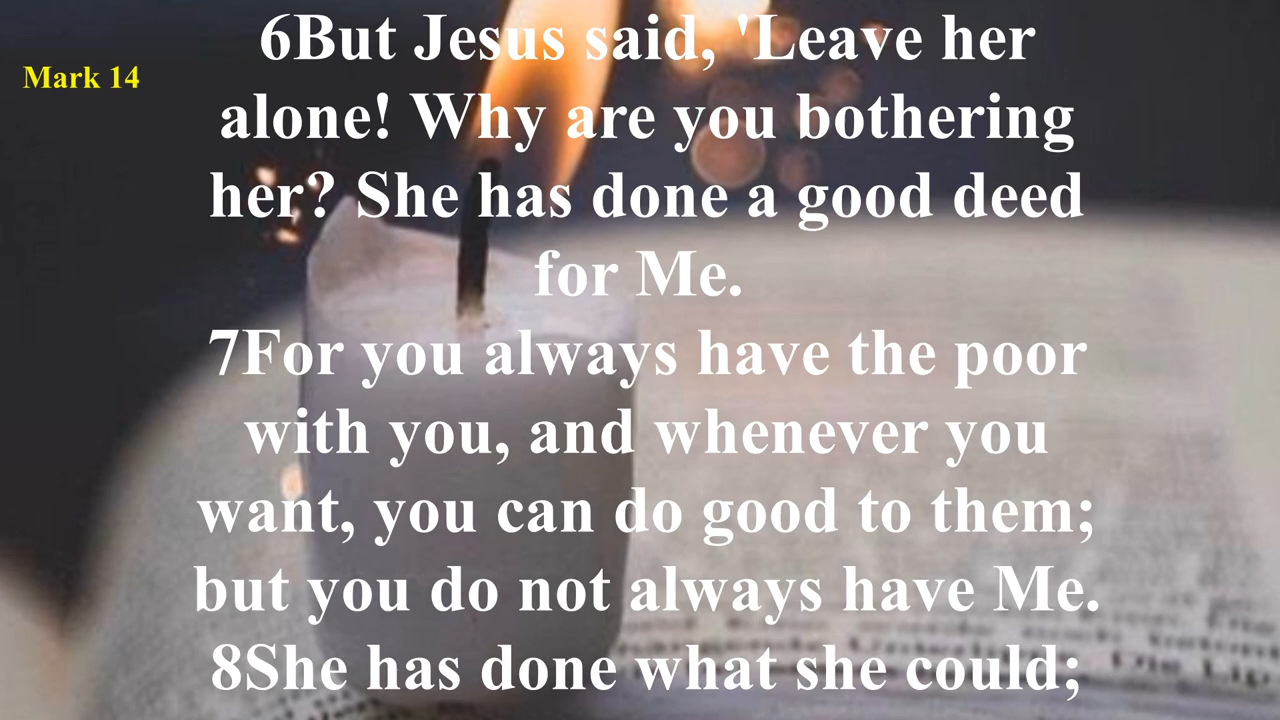 6But Jesus said, 'Leave her
Mark 14
alone! Why are you bothering
her? She has done a good deed
for Me.
7For you always have the poor
with you, and whenever you
want, you can do good to them;
but you do not always have Me.
8She has done what she could;